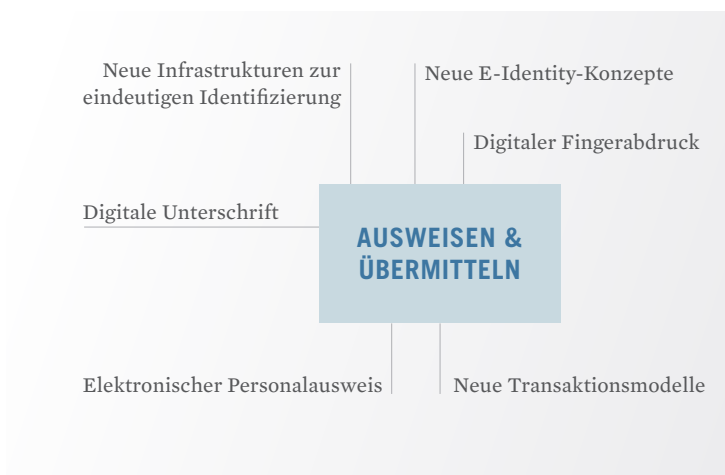 Neue Infrastrukturen zur
eindeutigen Identifizierung
Neue E-Identity-Konzepte
Digitaler Fingerabdruck
Digitale Unterschrift
AUSWEISEN &
ÜBERMITTELN
Elektronischer Personalausweis
Neue Transaktionsmodelle